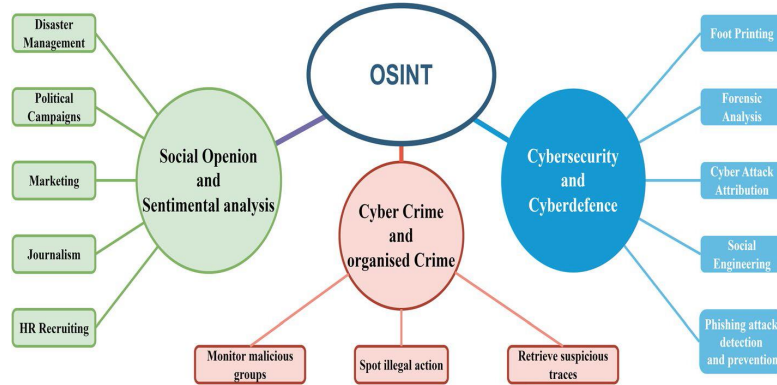 OSINT
Social Openion
and
Sentimental analysis
Disaster
Management
Political
Campaigns
Marketing
Journalism
HR Recruiting
Cyber Crime
and
organised Crime
Monitor malicious
groups
Spot illegal action
Retrieve suspicious
traces
Cybersecurity
and
Cyberdefence
Foot Printing
Forensic
Analysis
Cyber Attack
Attribution
Social
Engineering
Phishing attack
detection
and prevention